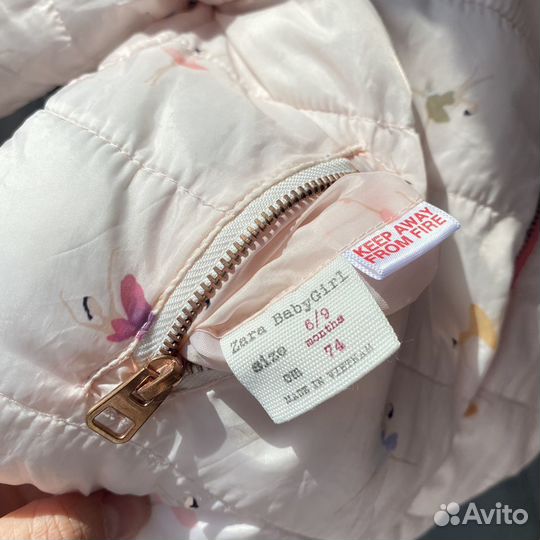 KEEP AWAY
FROM FIRE
Zara BabyGirl
size 6/9
months
cm 74
MADE IN VIETNAM
Avito